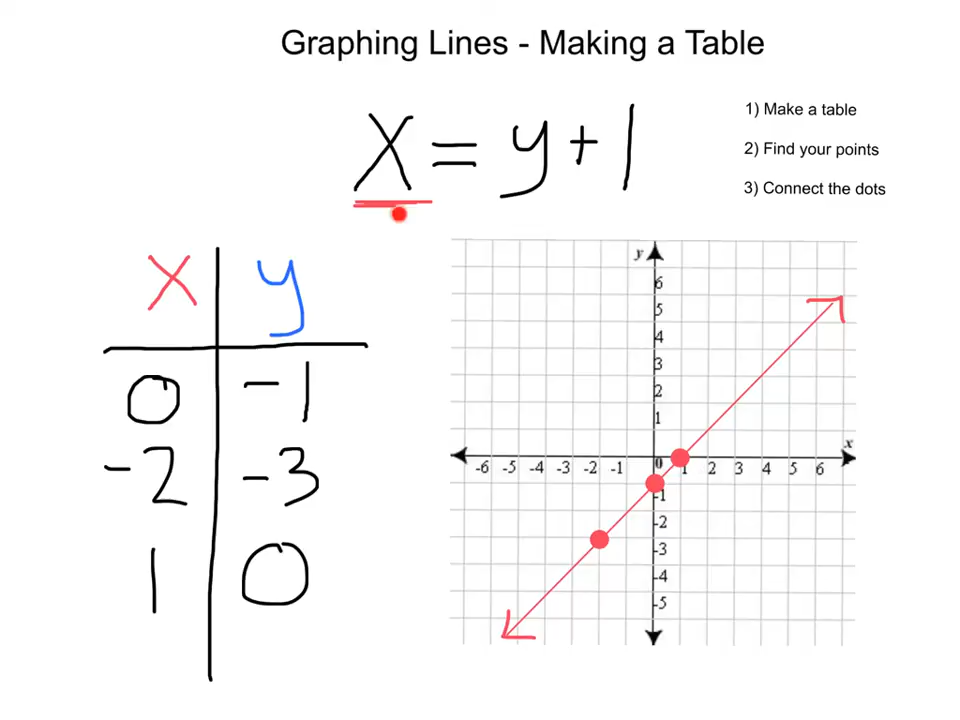 Graphing Lines - Making a Table
x = y + 1
1) Make a table
2) Find your points
3) Connect the dots
x y
0 -1
-2 -3
1 0
y
6
5
4
3
2
1
x
-6 -5 -4 -3 -2 -1 0 1 2 3 4 5 6
-1
-2
-3
-4
-5